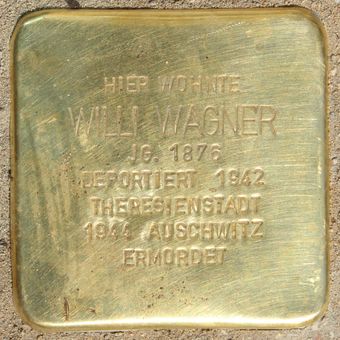 HIER WOHNTE
WILLI WAGNER
JG. 1876
DEPORTIERT 1942
THERESIENSTADT
1944 AUSCHWITZ
ERMORDET